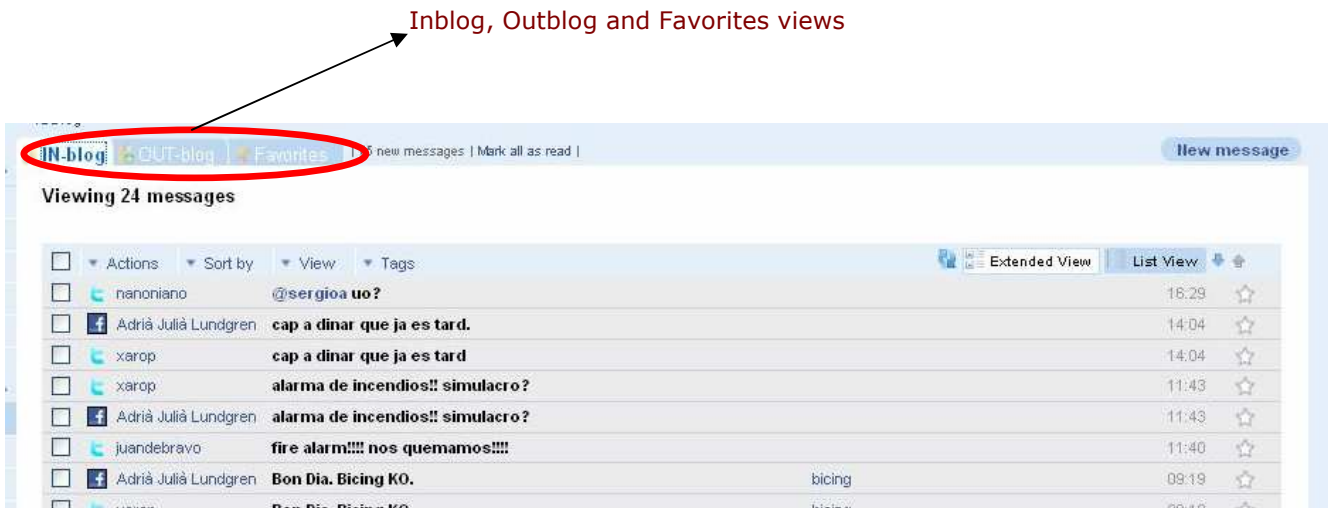 Inblog, Outblog and Favorites views
IN-blog OUT-blog Favorites 5 new messages | Mark all as read | New message
Viewing 24 messages
Actions Sort by View Tags Extended View List View
nanoniano @sergioa uo? 16:29
Adrià Julià Lundgren cap a dinar que ja es tard. 14:04
xarop cap a dinar que ja es tard 14:04
xarop alarma de incendios!! simulacro? 11:43
Adrià Julià Lundgren alarma de incendios!! simulacro? 11:43
juandebravo fire alarm!!!! nos quemamos!!!! 11:40
Adrià Julià Lundgren Bon Dia. Bicing KO. bicing 09:19